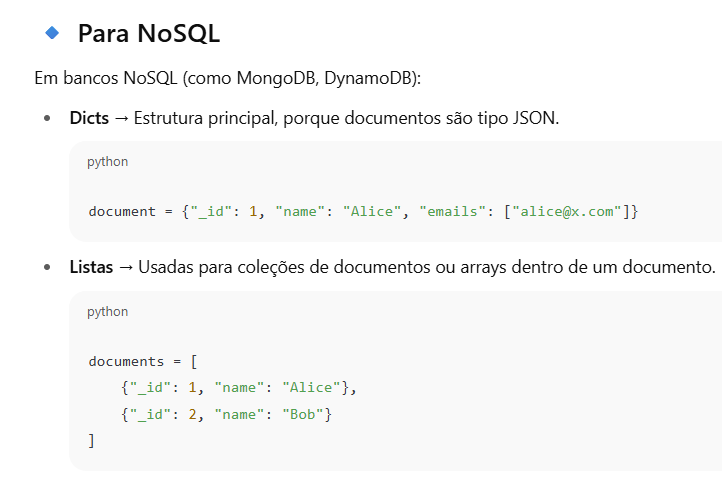 Para NoSQL
Em bancos NoSQL (como MongoDB, DynamoDB):
• Dicts → Estrutura principal, porque documentos são tipo JSON.
python
document = {"_id": 1, "name": "Alice", "emails": ["alice@x.com"]}
• Listas → Usadas para coleções de documentos ou arrays dentro de um documento.
python
documents = [
    {"_id": 1, "name": "Alice"},
    {"_id": 2, "name": "Bob"}
]